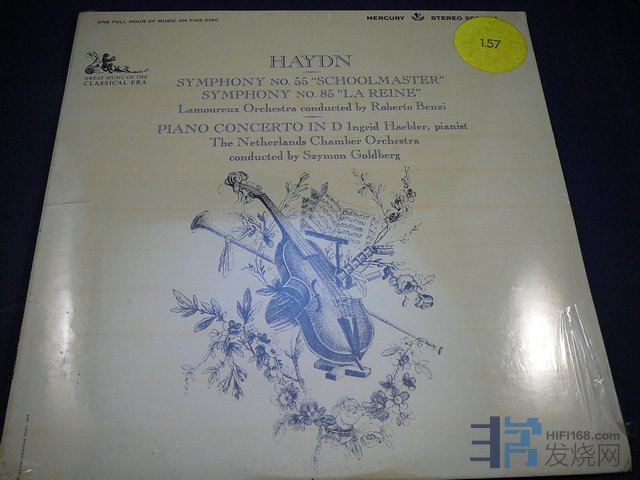 ONE FULL HOUR OF MUSIC ON THIS DISC
MERCURY STEREO
157
GREAT MUSIC OF THE
CLASSICAL ERA
HAYDN
SYMPHONY NO. 55 "SCHOOLMASTER"
SYMPHONY NO. 85 "LA REINE"
Lamoureux Orchestra conducted by Roberto Benzi
PIANO CONCERTO IN D Ingrid Haebler, pianist
The Netherlands Chamber Orchestra
conducted by Szymon Goldberg
HIFI168.com
发烧网